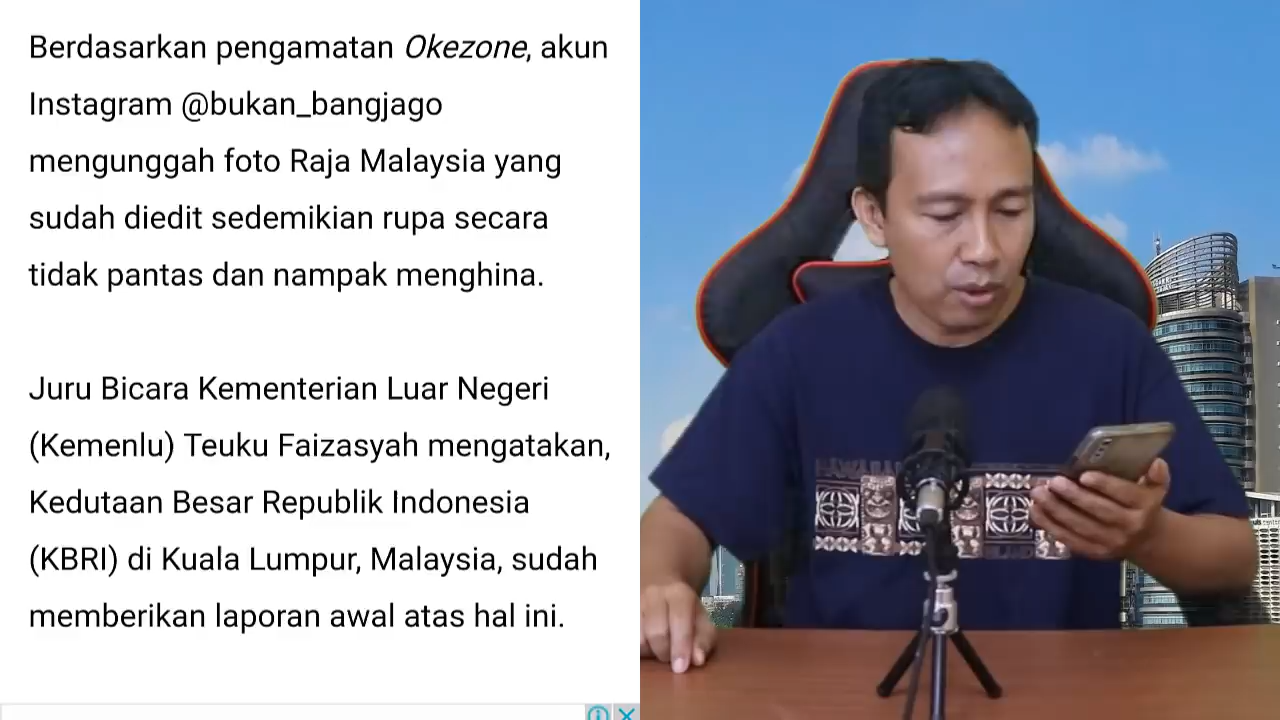 Berdasarkan pengamatan Okezone, akun
Instagram @bukan_bangjago
mengunggah foto Raja Malaysia yang
sudah diedit sedemikian rupa secara
tidak pantas dan nampak menghina.
Juru Bicara Kementerian Luar Negeri
(Kemenlu) Teuku Faizasyah mengatakan,
Kedutaan Besar Republik Indonesia
(KBRI) di Kuala Lumpur, Malaysia, sudah
memberikan laporan awal atas hal ini.